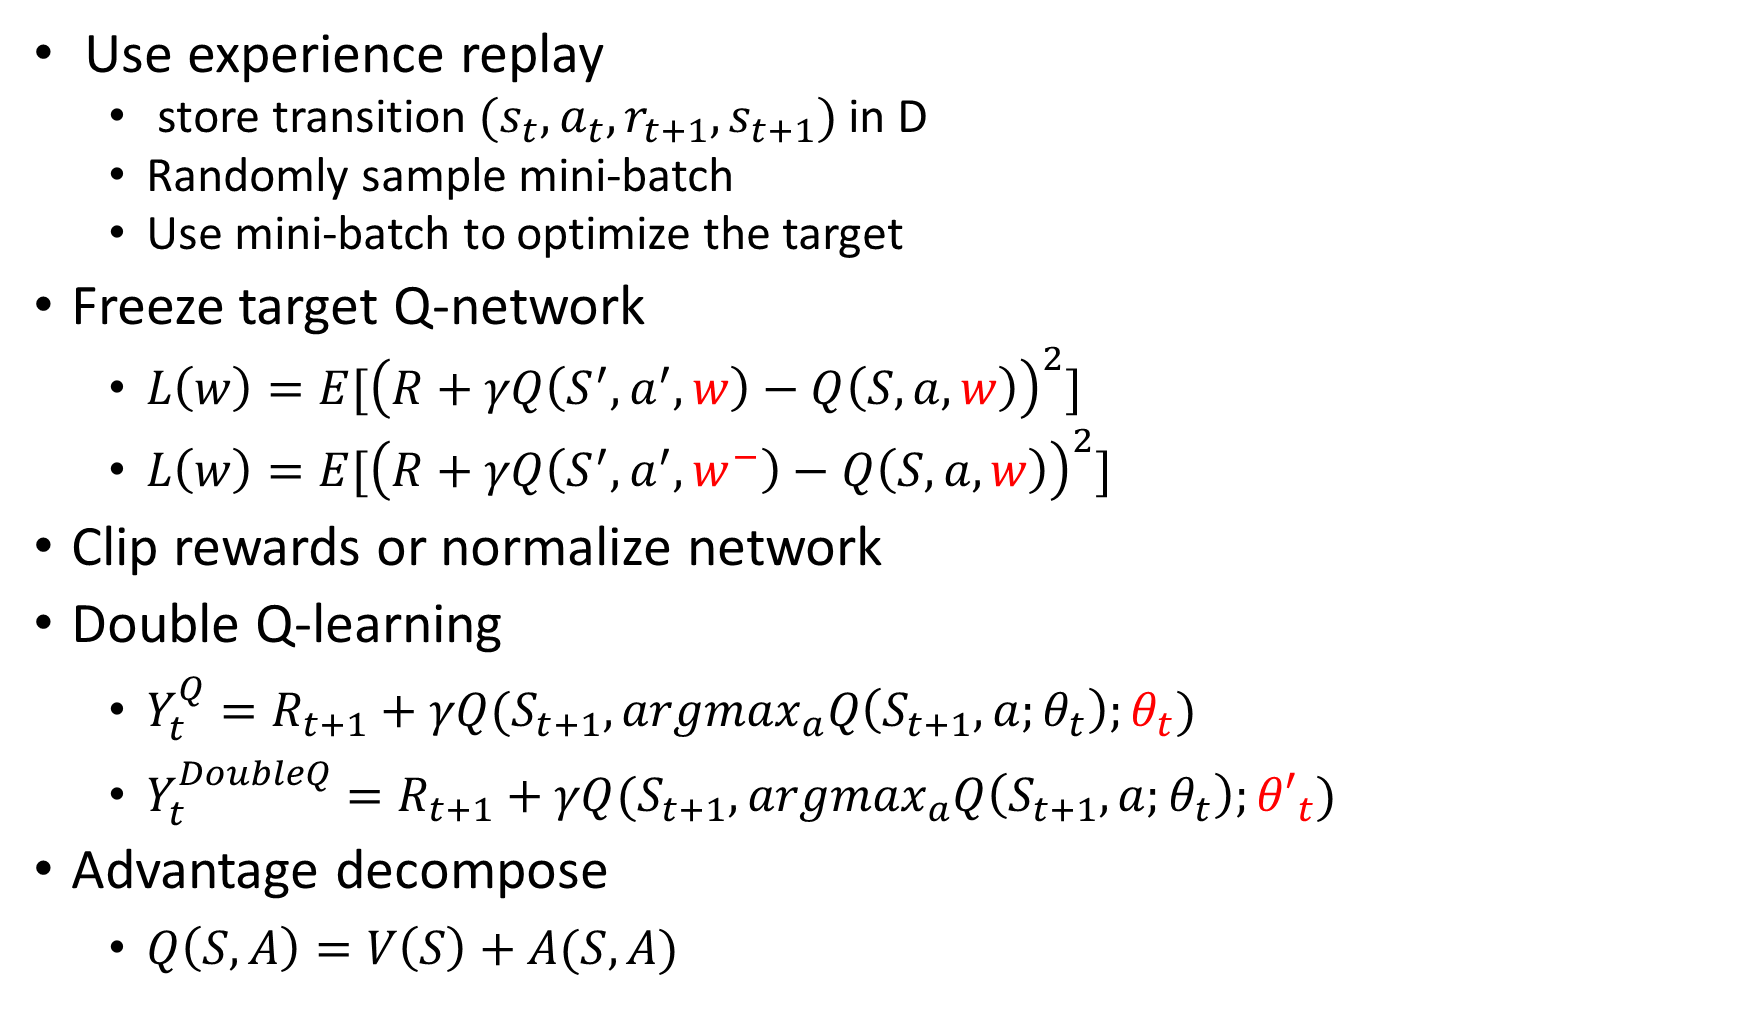 • Use experience replay
• store transition (s_t, a_t, r_{t+1}, s_{t+1}) in D
• Randomly sample mini-batch
• Use mini-batch to optimize the target
• Freeze target Q-network
• L(w) = E[(R + γQ(S′, a′, w) − Q(S, a, w))^2]
• L(w) = E[(R + γQ(S′, a′, w^−) − Q(S, a, w))^2]
• Clip rewards or normalize network
• Double Q-learning
• Y_t^Q = R_{t+1} + γQ(S_{t+1}, argmax_a Q(S_{t+1}, a; θ_t); θ_t)
• Y_t^{DoubleQ} = R_{t+1} + γQ(S_{t+1}, argmax_a Q(S_{t+1}, a; θ_t); θ′_t)
• Advantage decompose
• Q(S, A) = V(S) + A(S, A)